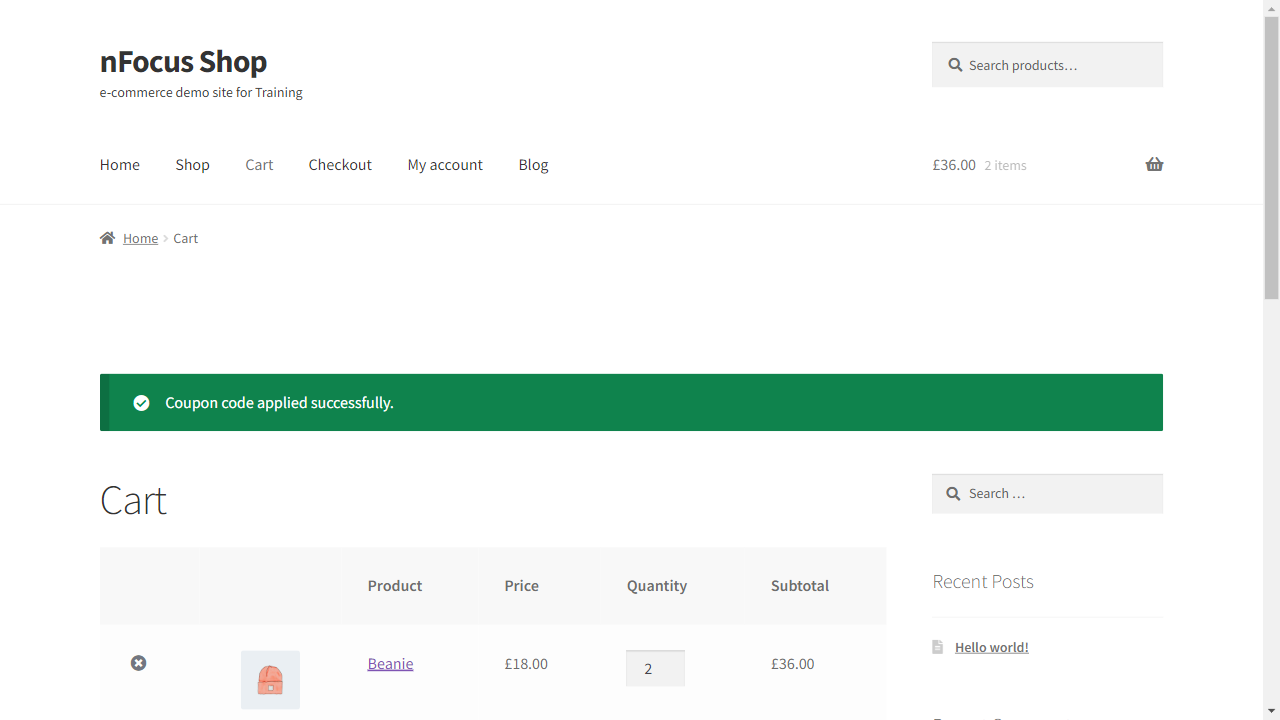 nFocus Shop
e-commerce demo site for Training
Search products…
Home Shop Cart Checkout My account Blog
£36.00 2 items
Home Cart
Coupon code applied successfully.
Cart
Product Price Quantity Subtotal
Beanie £18.00 2 £36.00
Search …
Recent Posts
Hello world!